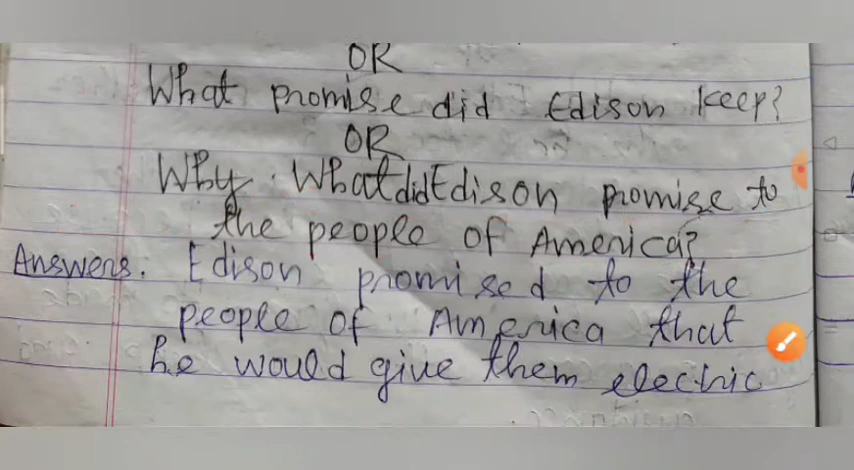 OR
What promise did Edison keep?
OR
Why. What did Edison promise to
the people of America?
Answers. Edison promised to the
people of America that
he would give them electric